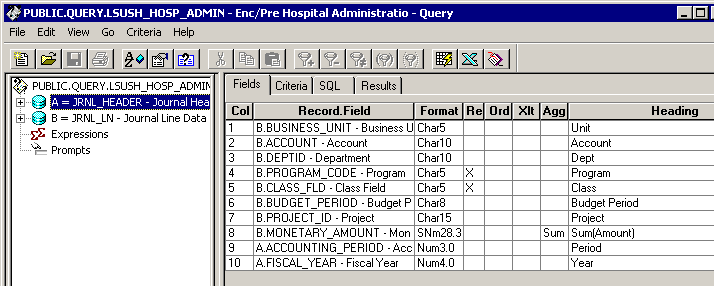 PUBLIC.QUERY.LSUSH_HOSP_ADMIN - Enc/Pre Hospital Administratio - Query
File Edit View Go Criteria Help
PUBLIC.QUERY.LSUSH_HOSP_ADMIN
A = JRNL_HEADER - Journal Hea
B = JRNL_LN - Journal Line Data
Expressions
Prompts
Fields Criteria SQL Results
Col Record.Field Format Re Ord Xlt Agg Heading
1 B.BUSINESS_UNIT - Business U Char5 Unit
2 B.ACCOUNT - Account Char10 Account
3 B.DEPTID - Department Char10 Dept
4 B.PROGRAM_CODE - Program Char5 X Program
5 B.CLASS_FLD - Class Field Char5 X Class
6 B.BUDGET_PERIOD - Budget P Char8 Budget Period
7 B.PROJECT_ID - Project Char15 Project
8 B.MONETARY_AMOUNT - Mon SNm28.3 Sum Sum(Amount)
9 A.ACCOUNTING_PERIOD - Acc Num3.0 Period
10 A.FISCAL_YEAR - Fiscal Year Num4.0 Year